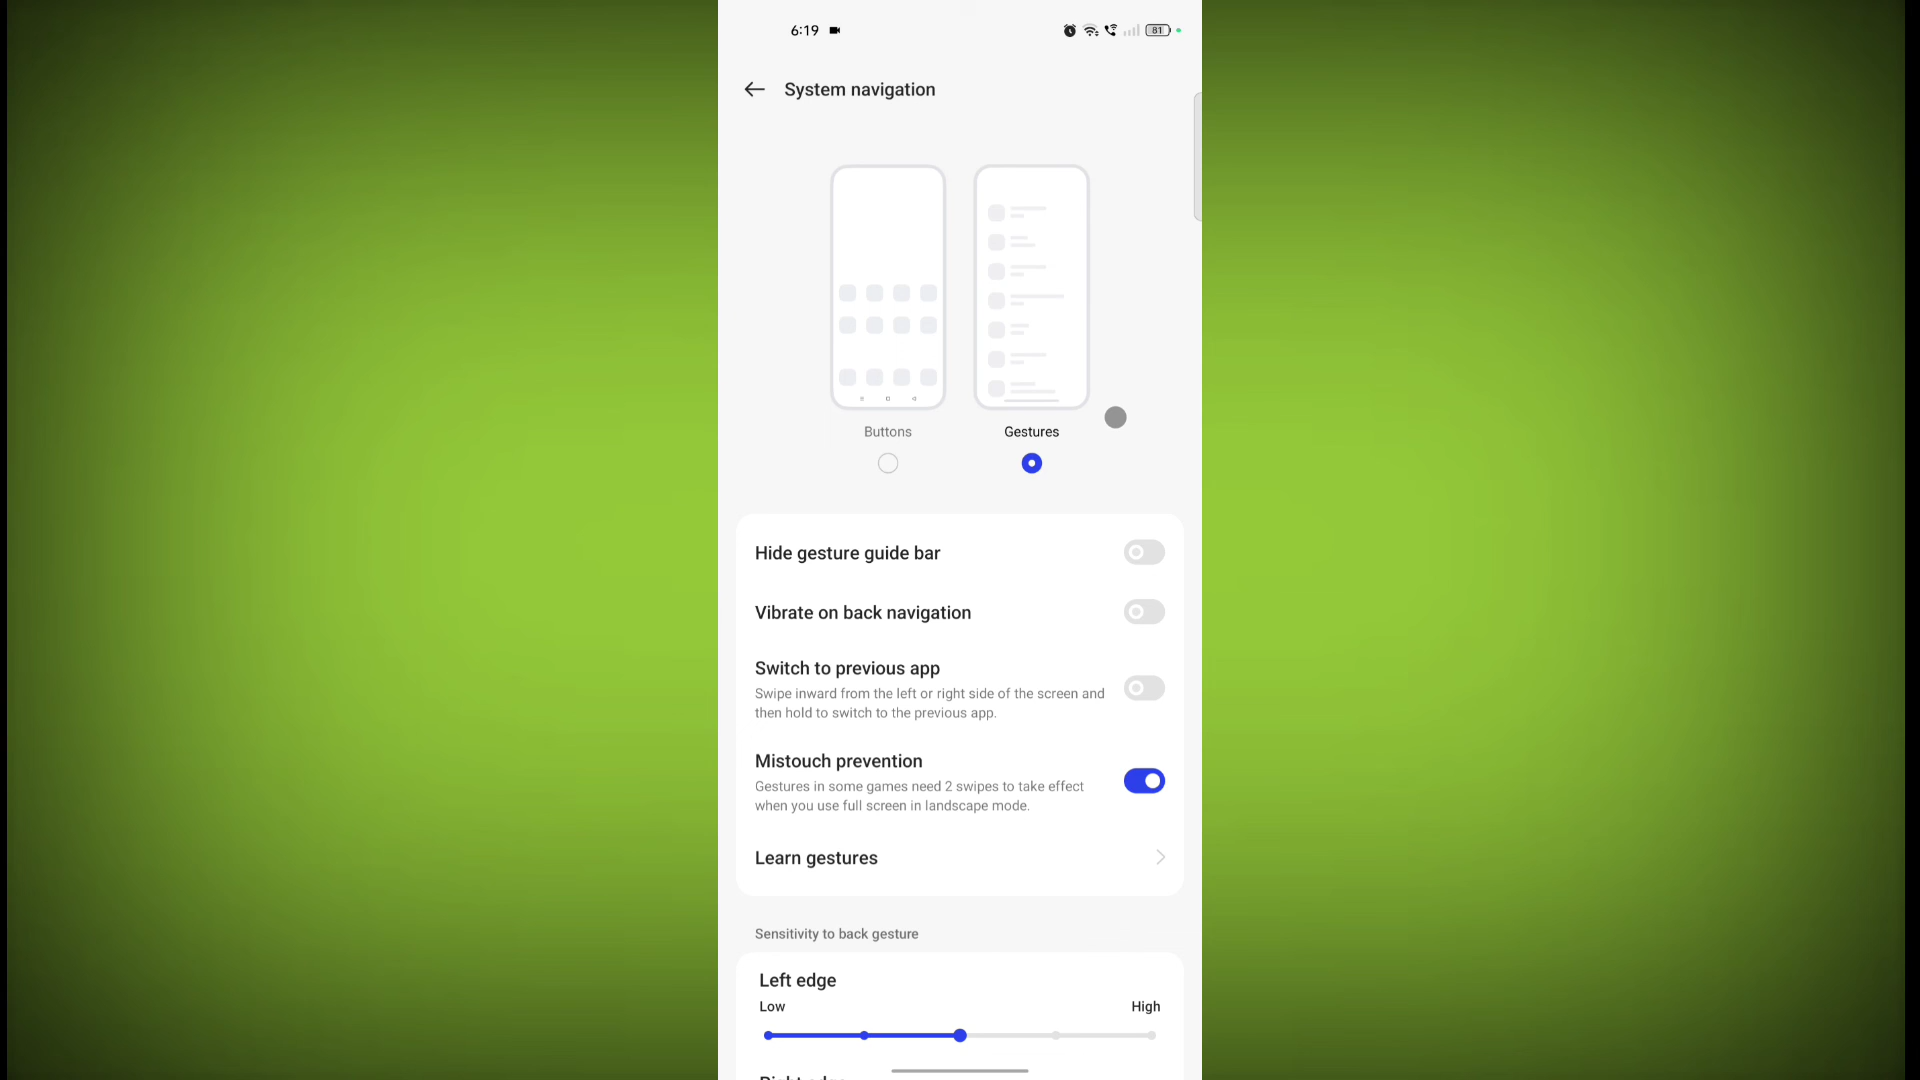 6:19
81
System navigation
Buttons
Gestures
Hide gesture guide bar
Vibrate on back navigation
Switch to previous app
Swipe inward from the left or right side of the screen and
then hold to switch to the previous app.
Mistouch prevention
Gestures in some games need 2 swipes to take effect
when you use full screen in landscape mode.
Learn gestures
Sensitivity to back gesture
Left edge
Low
High